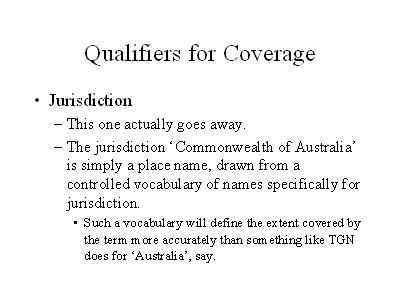 Qualifiers for Coverage
• Jurisdiction
– This one actually goes away.
– The jurisdiction ‘Commonwealth of Australia’
is simply a place name, drawn from a
controlled vocabulary of names specifically for
jurisdiction.
• Such a vocabulary will define the extent covered by
the term more accurately than something like TGN
does for ‘Australia’, say.